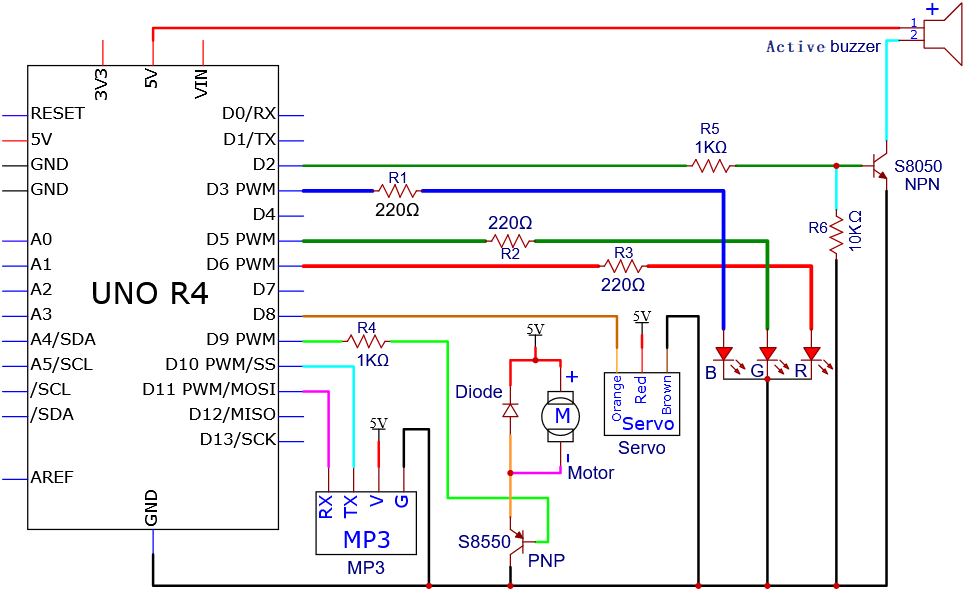 +
1
2
Active buzzer
3V3
5V
VIN
RESET
5V
GND
GND
A0
A1
A2
A3
A4/SDA
A5/SCL
/SCL
/SDA
AREF
UNO R4
D0/RX
D1/TX
D2
D3 PWM
D4
D5 PWM
D6 PWM
D7
D8
D9 PWM
D10 PWM/SS
D11 PWM/MOSI
D12/MISO
D13/SCK
GND
R5
1KΩ
S8050
NPN
R1
220Ω
220Ω
R2
R3
220Ω
R6
10KΩ
R4
1KΩ
5V
Diode
+
M
-
Motor
5V
Orange
Red
Brown
Servo
Servo
B
G
R
5V
RX
TX
V
G
MP3
MP3
S8550
PNP